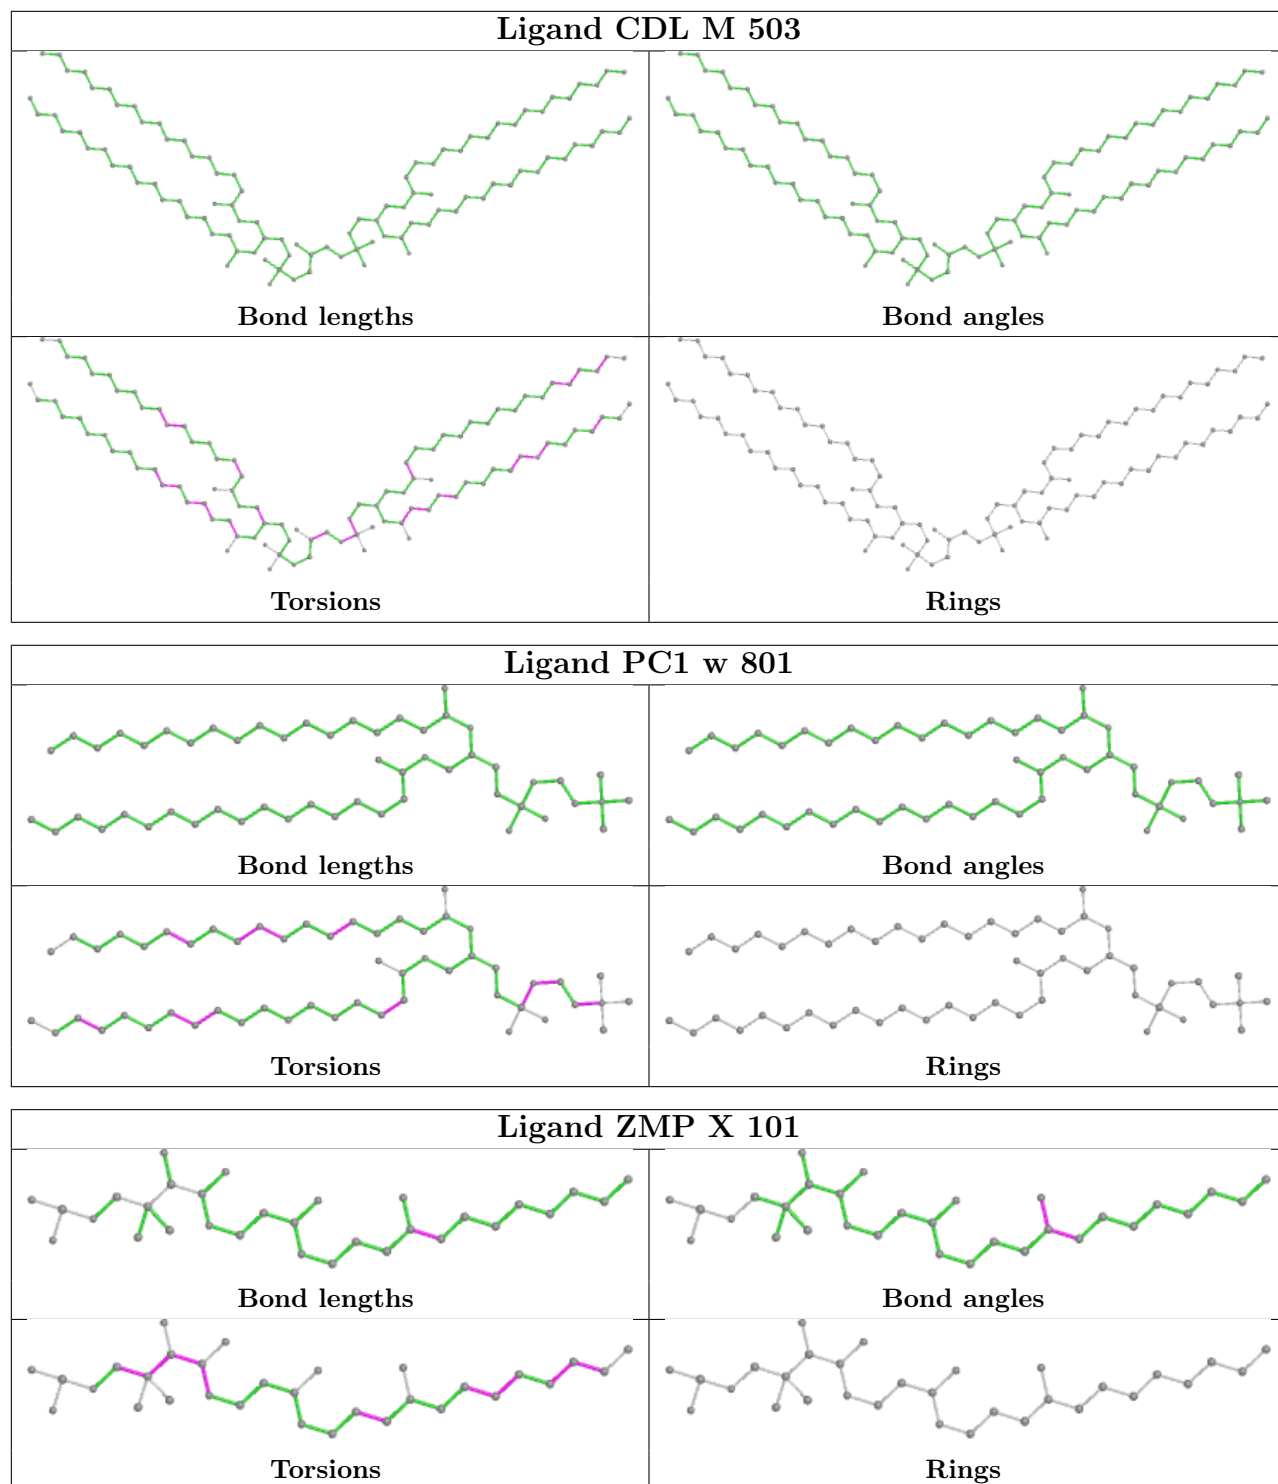 Ligand CDL M 503
Bond lengths
Bond angles
Torsions
Rings
Ligand PC1 w 801
Bond lengths
Bond angles
Torsions
Rings
Ligand ZMP X 101
Bond lengths
Bond angles
Torsions
Rings